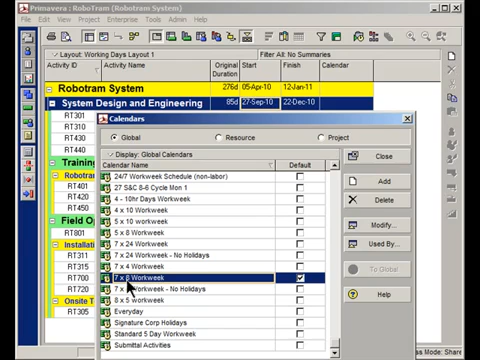 Primavera : RoboTram (Robotram System)
File Edit View Project Enterprise Tools Admin Help
Layout: Working Days Layout 1 Filter All: No Summaries
Activity ID Activity Name Original Duration Start Finish Calendar
Robotram System 276d 05-Apr-10 12-Jan-11
System Design and Engineering 85d 27-Sep-10 22-Dec-10
RT301
RT310
RT430
RT440
Training
Robotra
RT400
RT420
RT450
Field Op
Installati
RT311
RT315
RT700
RT720
Onsite T
RT305
Calendars
Global Resource Project
Display: Global Calendars
Calendar Name Default
24/7 Workweek Schedule (non-labor)
27 S&C 8-6 Cycle Mon 1
4 - 10hr Days Workweek
4 x 10 Workweek
5 x 10 workweek
5 x 8 Workweek
7 x 24 Workweek
7 x 24 Workweek - No Holidays
7 x 4 Workweek
7 x 8 Workweek
7 x Workweek - No Holidays
8 x 5 workweek
Everyday
Signature Corp Holidays
Standard 5 Day Workweek
Submittal Activities
Close
Add
Delete
Modify...
Used By...
To Global
Help
ess Mode: Share